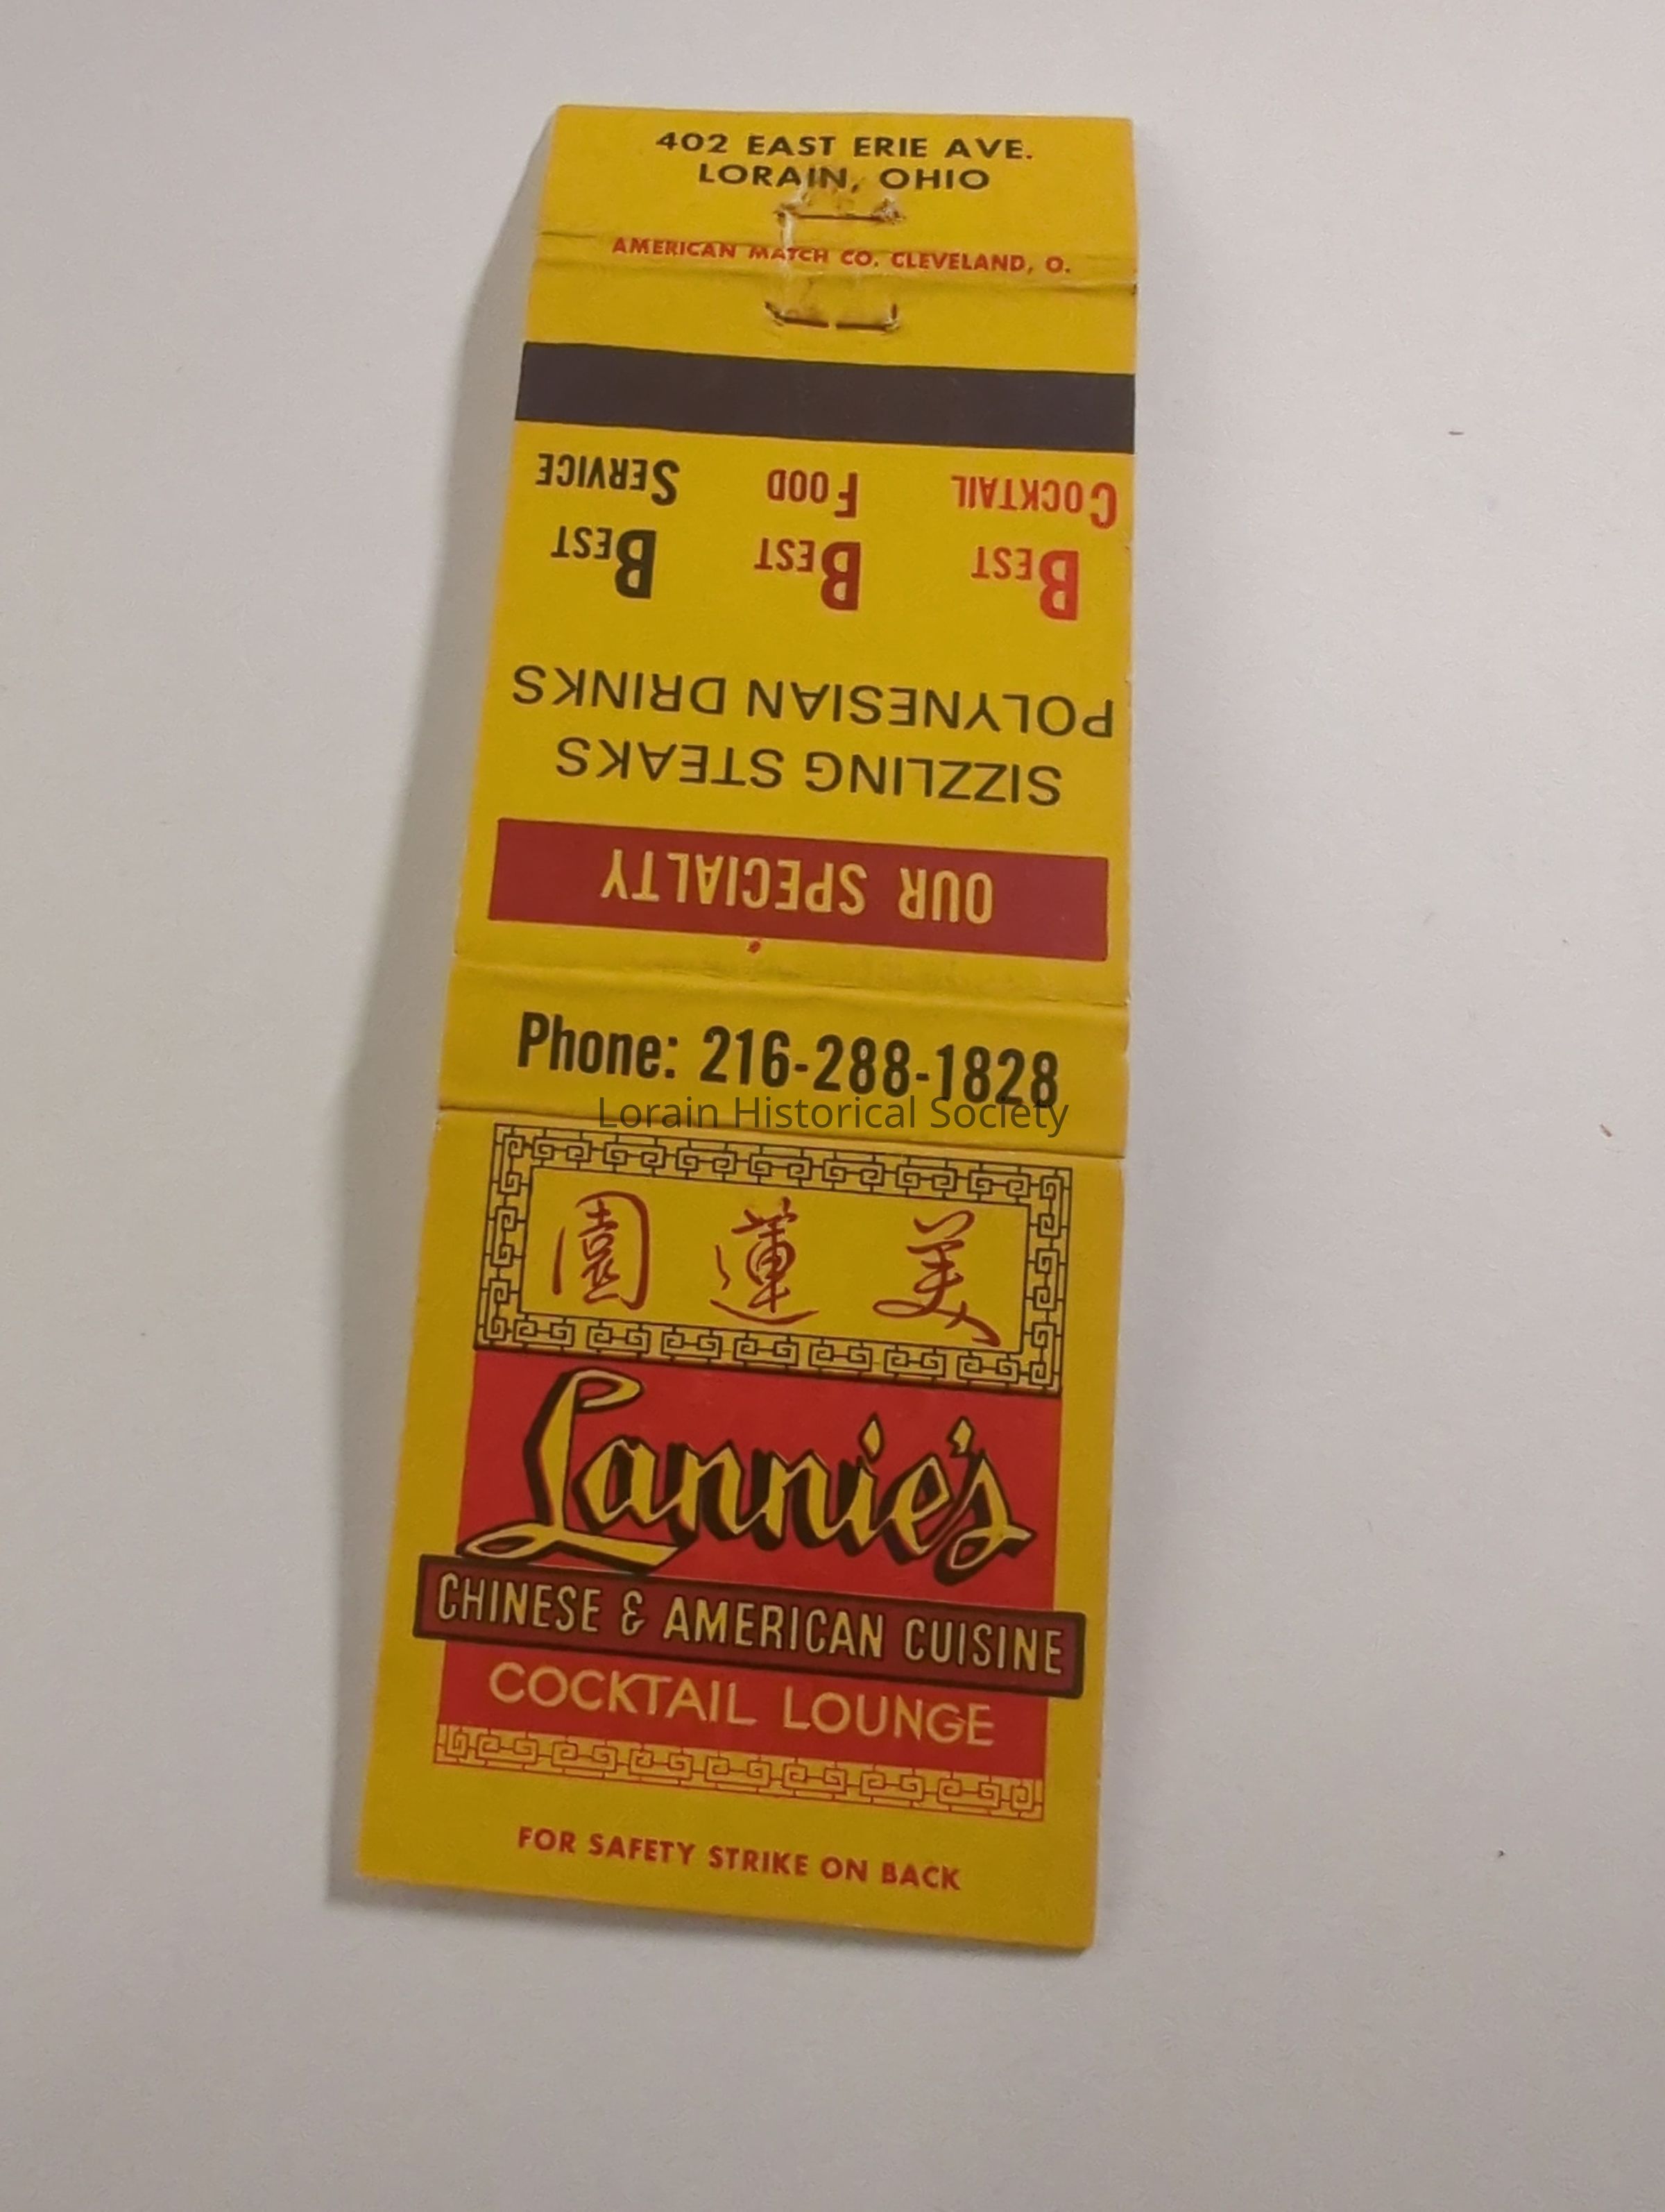 402 EAST ERIE AVE.
LORAIN, OHIO
AMERICAN MATCH CO. CLEVELAND, O.
OUR SPECIALTY
SIZZLING STEAKS
POLYNESIAN DRINKS
BEST BEST BEST
COCKTAIL FOOD SERVICE
Phone: 216-288-1828
Lorain Historical Society
園蓮美
Lannie's
CHINESE & AMERICAN CUISINE
COCKTAIL LOUNGE
FOR SAFETY STRIKE ON BACK